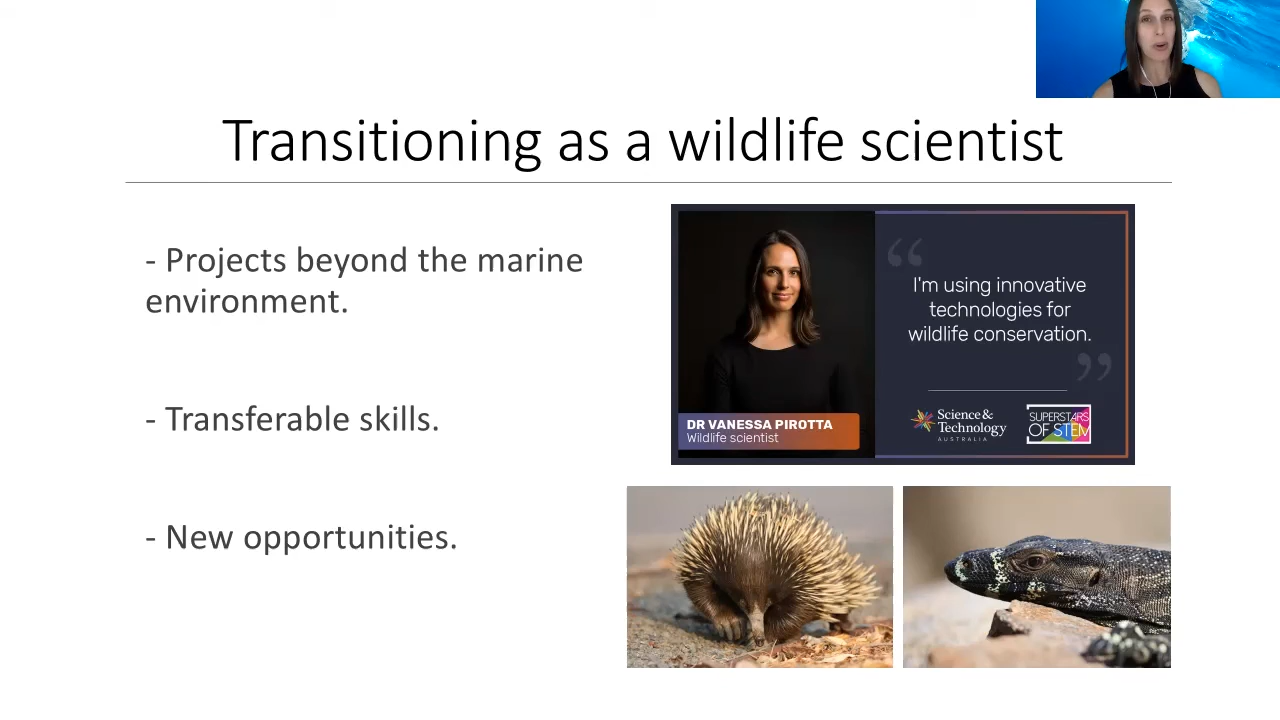 Transitioning as a wildlife scientist
- Projects beyond the marine
environment.
- Transferable skills.
- New opportunities.
“
I'm using innovative
technologies for
wildlife conservation.
”
DR VANESSA PIROTTA
Wildlife scientist
Science &
Technology
AUSTRALIA
SUPERSTARS
OF STEM